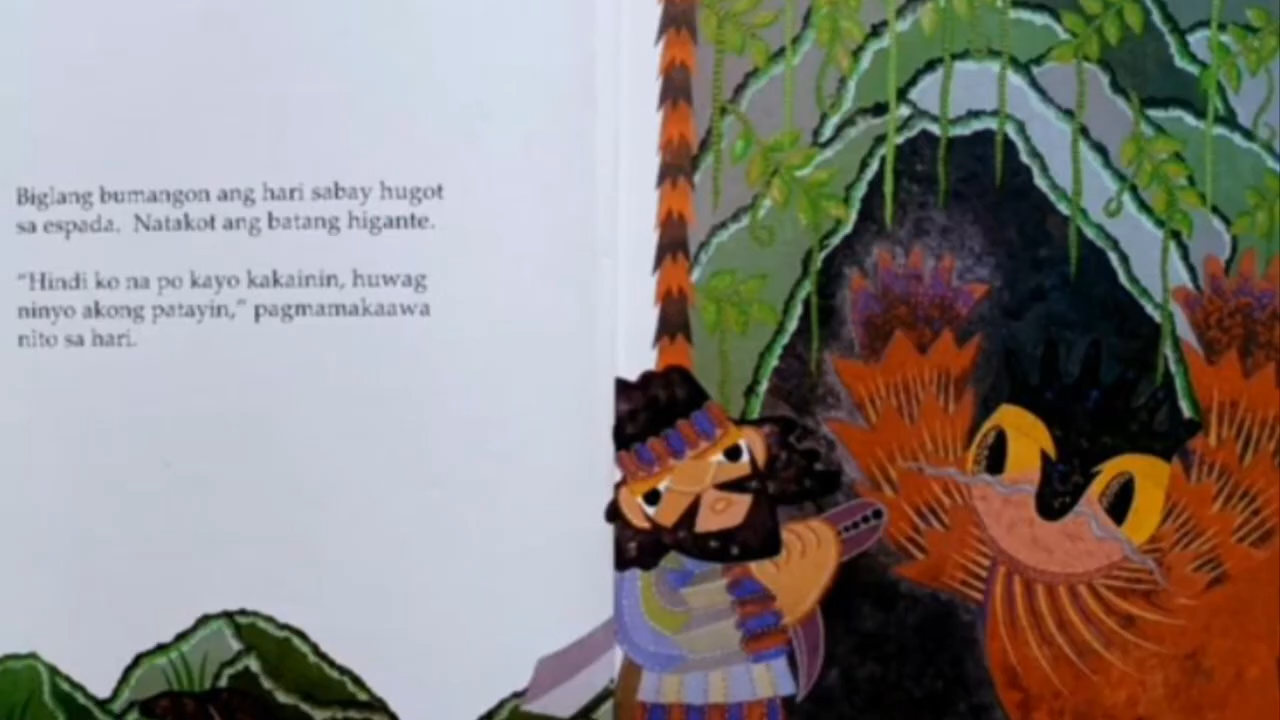 Biglang bumangon ang hari sabay hugot
sa espada. Natakot ang batang higante.
“Hindi ko na po kayo kakainin, huwag
ninyo akong patayin,” pagmamakaawa
nito sa hari.